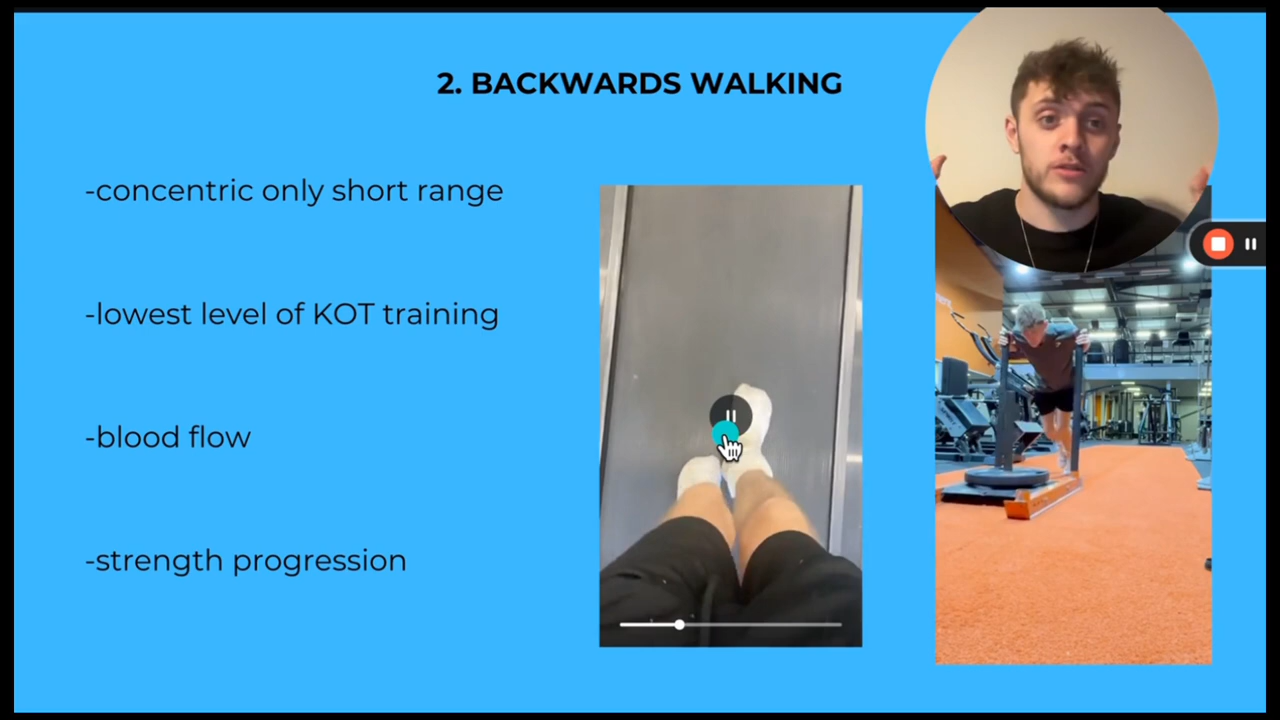 2. BACKWARDS WALKING
-concentric only short range
-lowest level of KOT training
-blood flow
-strength progression